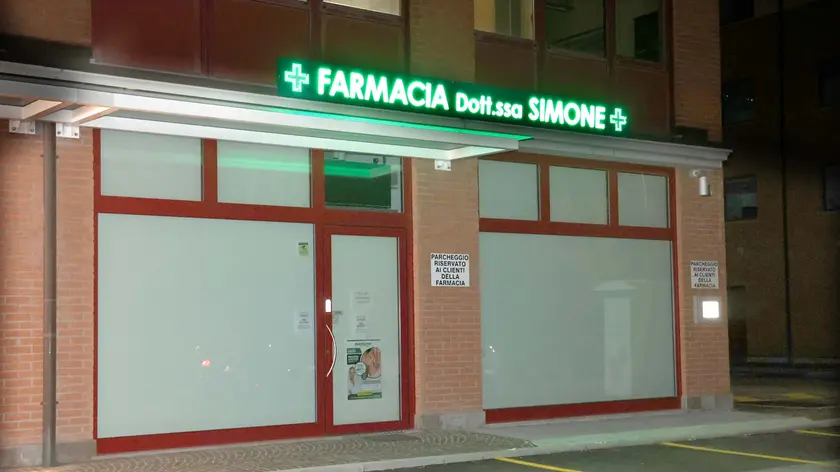 FARMACIA Dott.ssa SIMONE
PARCHEGGIO
RISERVATO
AI CLIENTI
DELLA
FARMACIA
PARCHEGGIO
RISERVATO
AI CLIENTI
DELLA
FARMACIA